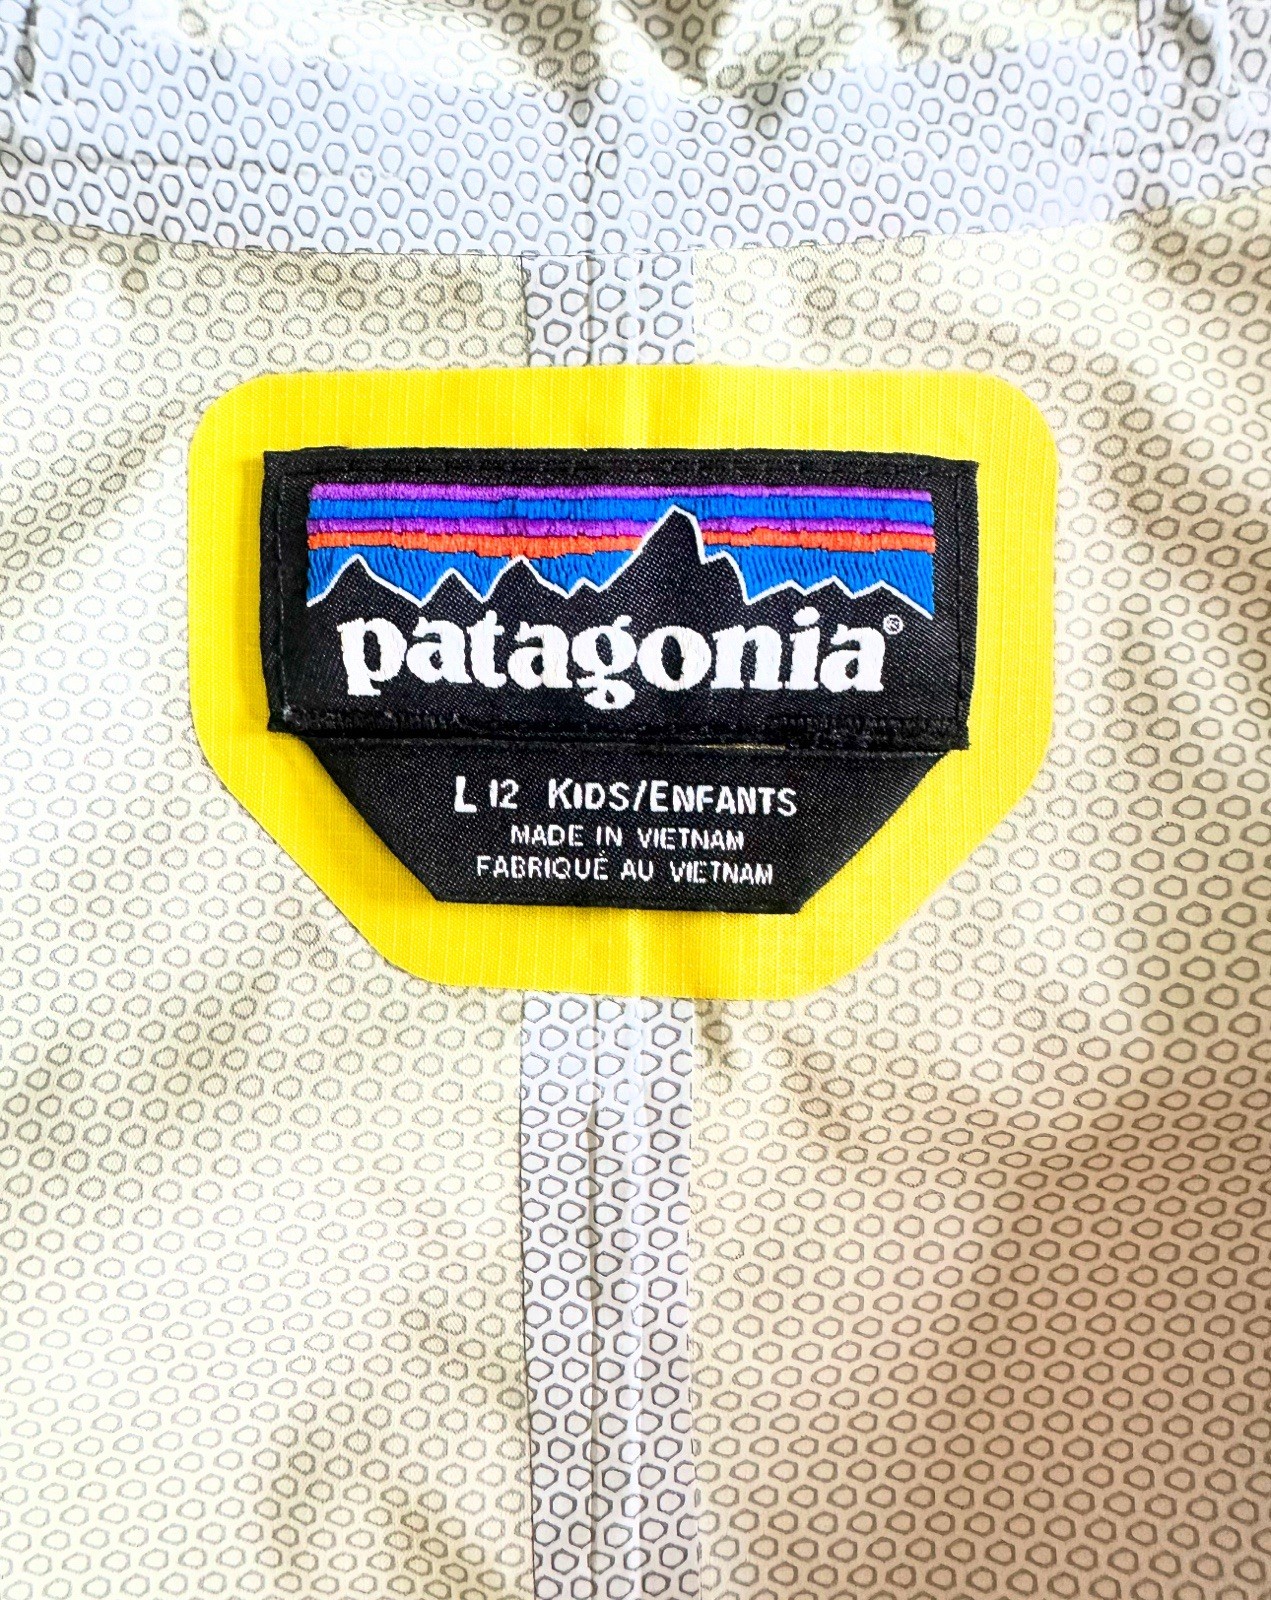 patagonia®
L 12 KIDS/ENFANTS
MADE IN VIETNAM
FABRIQUÉ AU VIETNAM